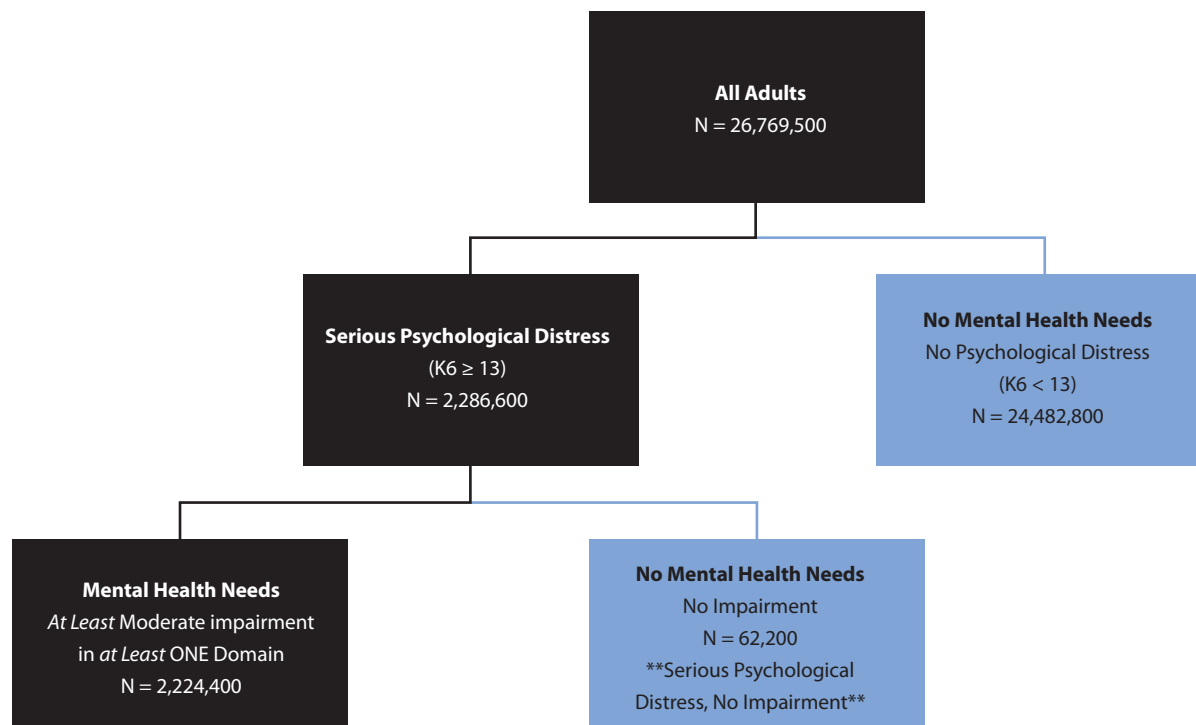 All Adults
N = 26,769,500
Serious Psychological Distress
(K6 ≥ 13)
N = 2,286,600
No Mental Health Needs
No Psychological Distress
(K6 < 13)
N = 24,482,800
Mental Health Needs
At Least Moderate impairment
in at Least ONE Domain
N = 2,224,400
No Mental Health Needs
No Impairment
N = 62,200
**Serious Psychological
Distress, No Impairment**